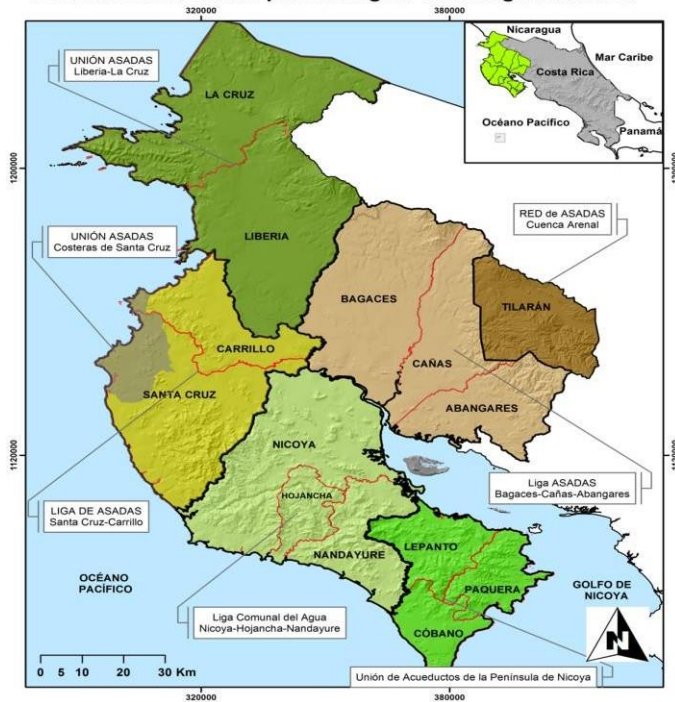 320000
380000
Nicaragua
Mar Caribe
Costa Rica
Océano Pacífico
Panamá
UNIÓN ASADAS
Liberia-La Cruz
LA CRUZ
1200000
UNIÓN ASADAS
Costeras de Santa Cruz
LIBERIA
RED de ASADAS
Cuenca Arenal
BAGACES
TILARÁN
CARRILLO
CAÑAS
SANTA CRUZ
ABANGARES
NICOYA
1120000
HOJANCHA
LIGA DE ASADAS
Santa Cruz-Carrillo
Liga ASADAS
Bagaces-Cañas-Abangares
LEPANTO
NANDAYURE
OCÉANO
PACÍFICO
PAQUERA
GOLFO DE
NICOYA
Liga Comunal del Agua
Nicoya-Hojancha-Nandayure
CÓBANO
N
0 5 10 20 30 Km
Unión de Acueductos de la Península de Nicoya
320000
380000